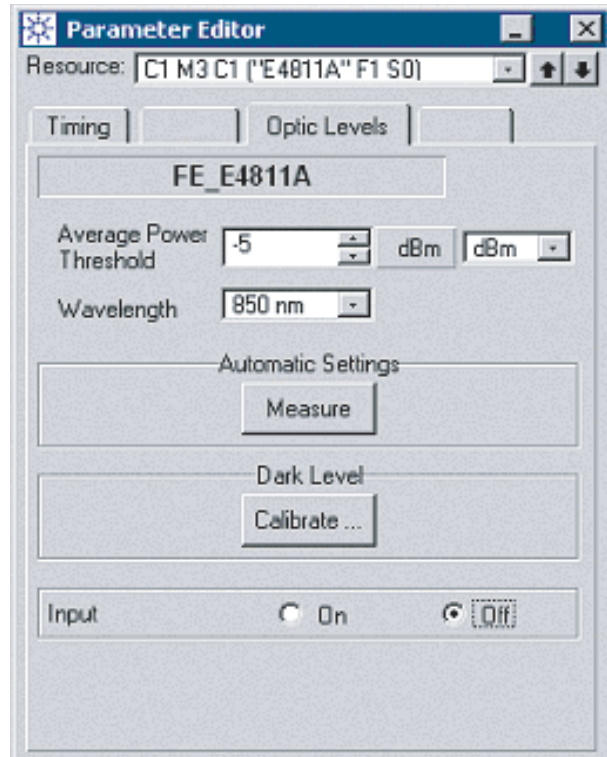 Parameter Editor
Resource: C1 M3 C1 ("E4811A" F1 S0)
Timing Optic Levels
FE_E4811A
Average Power
Threshold -5 dBm dBm
Wavelength 850 nm
Automatic Settings
Measure
Dark Level
Calibrate ...
Input On Off